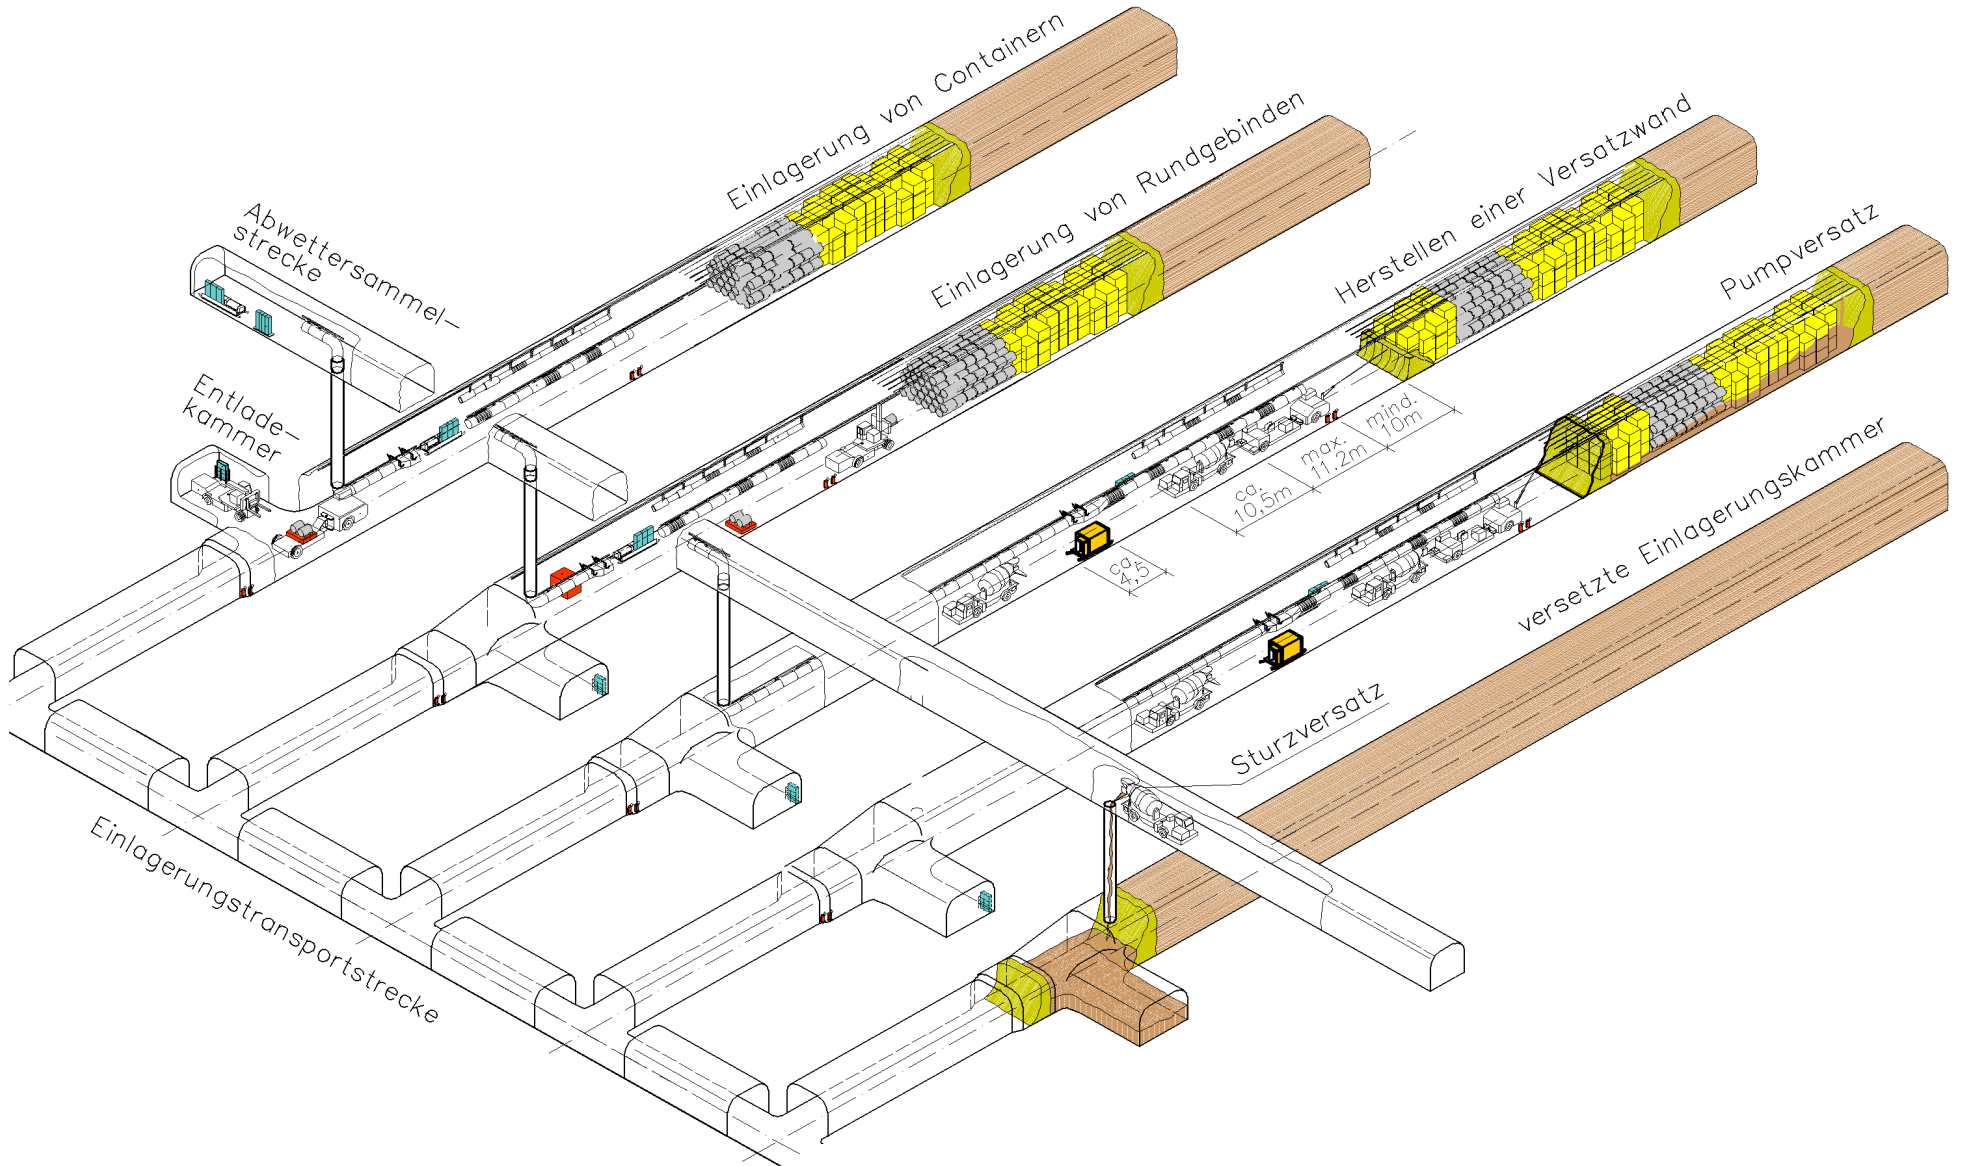 Einlagerung von Containern
Einlagerung von Rundgebinden
Herstellen einer Versatzwand
Pumpversatz
Abwettersammel–
strecke
Entlade–
kammer
mind.
10m
max.
11.2m
ca.
10,5m
ca.
4,5
versetzte Einlagerungskammer
Sturzversatz
Einlagerungstransportstrecke